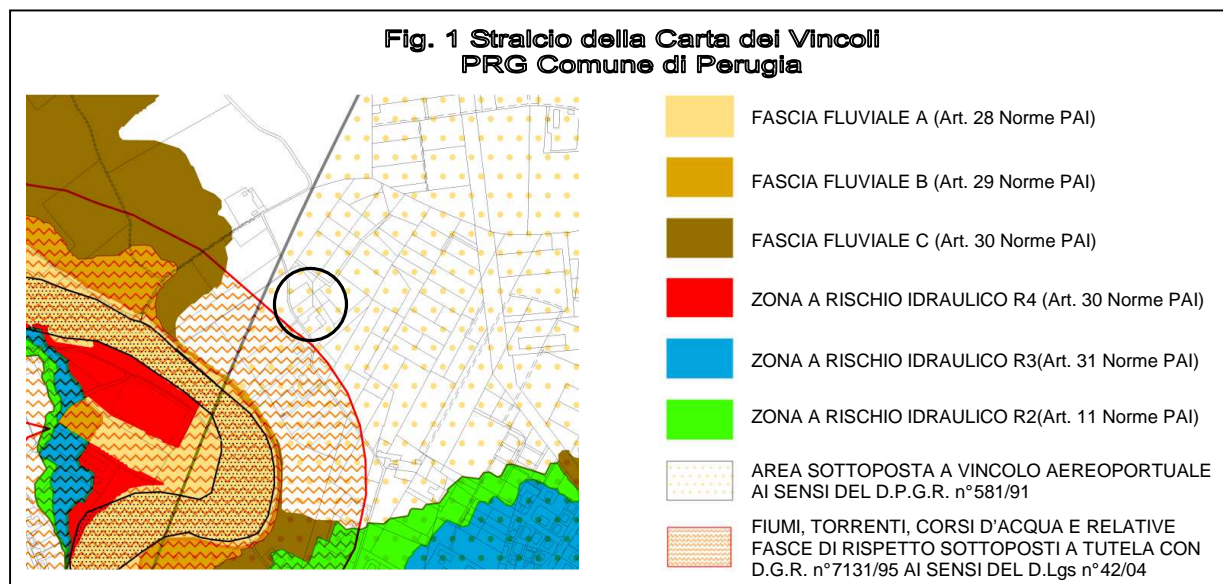 Fig. 1 Stralcio della Carta dei Vincoli
PRG Comune di Perugia
FASCIA FLUVIALE A (Art. 28 Norme PAI)
FASCIA FLUVIALE B (Art. 29 Norme PAI)
FASCIA FLUVIALE C (Art. 30 Norme PAI)
ZONA A RISCHIO IDRAULICO R4 (Art. 30 Norme PAI)
ZONA A RISCHIO IDRAULICO R3(Art. 31 Norme PAI)
ZONA A RISCHIO IDRAULICO R2(Art. 11 Norme PAI)
AREA SOTTOPOSTA A VINCOLO AEREOPORTUALE
AI SENSI DEL D.P.G.R. n°581/91
FIUMI, TORRENTI, CORSI D'ACQUA E RELATIVE
FASCE DI RISPETTO SOTTOPOSTI A TUTELA CON
D.G.R. n°7131/95 AI SENSI DEL D.Lgs n°42/04